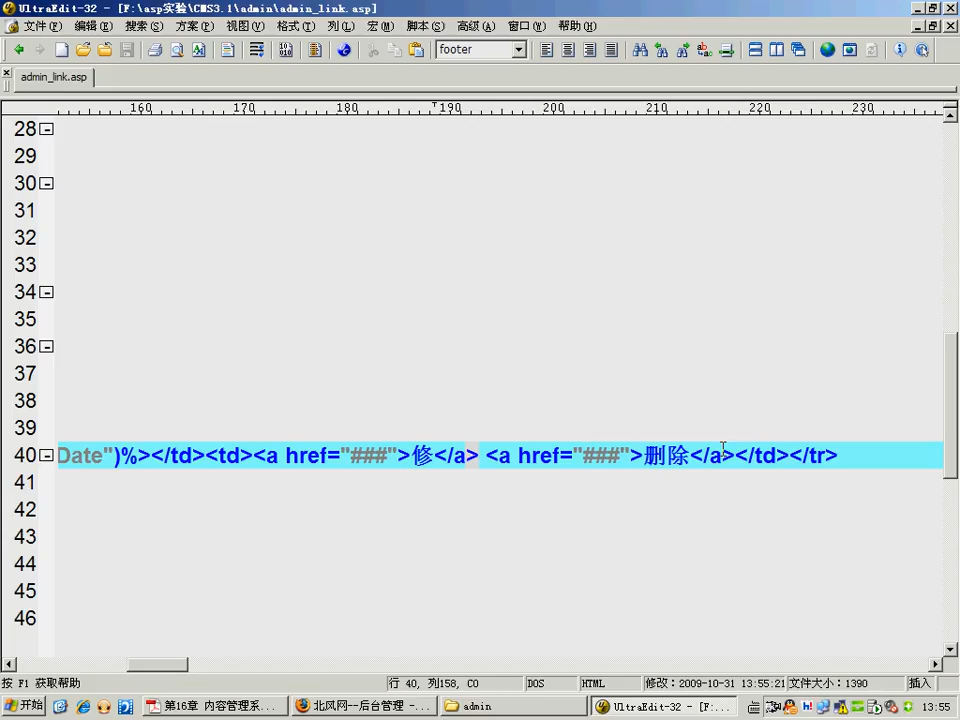 UltraEdit-32 - [F:\asp实验\CMS3.1\admin\admin_link.asp]
文件(F) 编辑(E) 搜索(S) 方案(P) 视图(V) 格式(T) 列(L) 宏(M) 脚本(S) 高级(A) 窗口(W) 帮助(H)
footer
admin_link.asp
160 170 180 190 200 210 220 230
28
29
30
31
32
33
34
35
36
37
38
39
40 Date")%></td><td><a href="###">修</a> <a href="###">删除</a></td></tr>
41
42
43
44
45
46
按 F1 获取帮助 行 40, 列158, C0 DOS HTML 修改: 2009-10-31 13:55:21 文件大小: 1390 插入
开始 第16章 内容管理系... 北风网--后台管理 -... admin UltraEdit-32 - [F:... 13:55